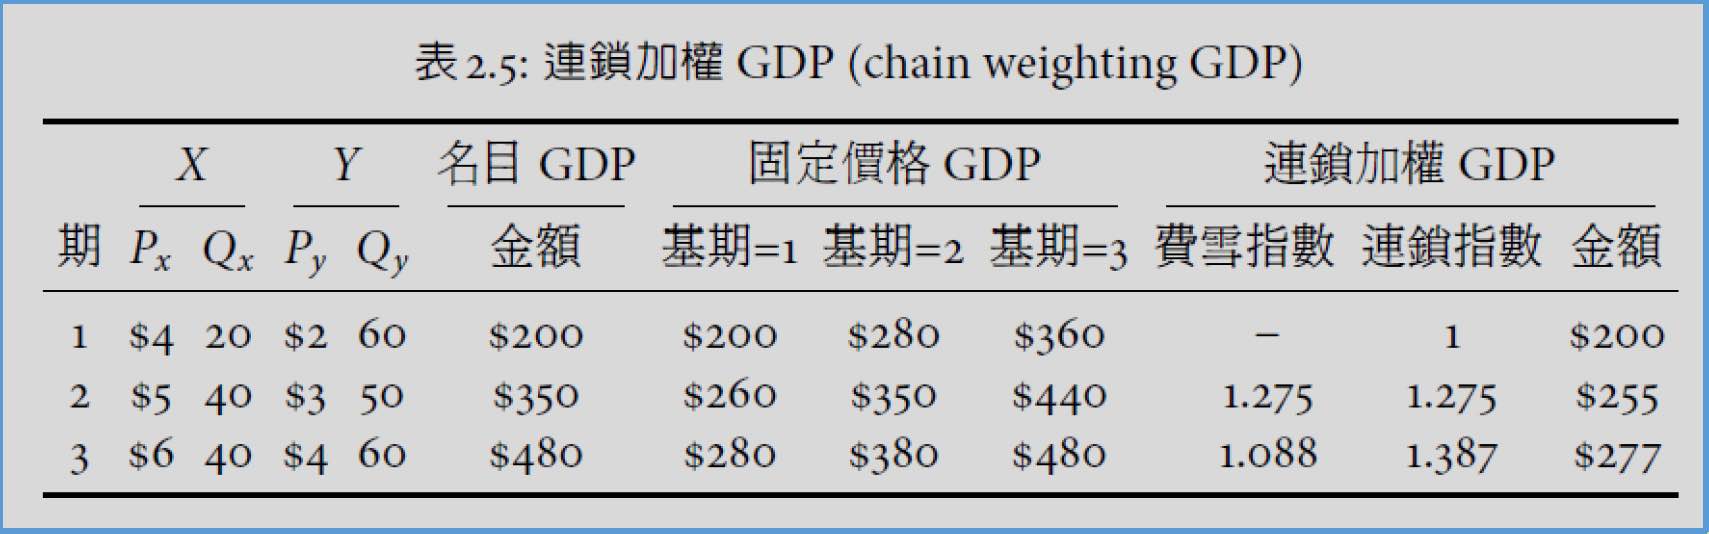 表 2.5: 連鎖加權 GDP (chain weighting GDP)
X Y 名目 GDP 固定價格 GDP 連鎖加權 GDP
期 Px Qx Py Qy 金額 基期=1 基期=2 基期=3 費雪指數 連鎖指數 金額
1 $4 20 $2 60 $200 $200 $280 $360 – 1 $200
2 $5 40 $3 50 $350 $260 $350 $440 1.275 1.275 $255
3 $6 40 $4 60 $480 $280 $380 $480 1.088 1.387 $277